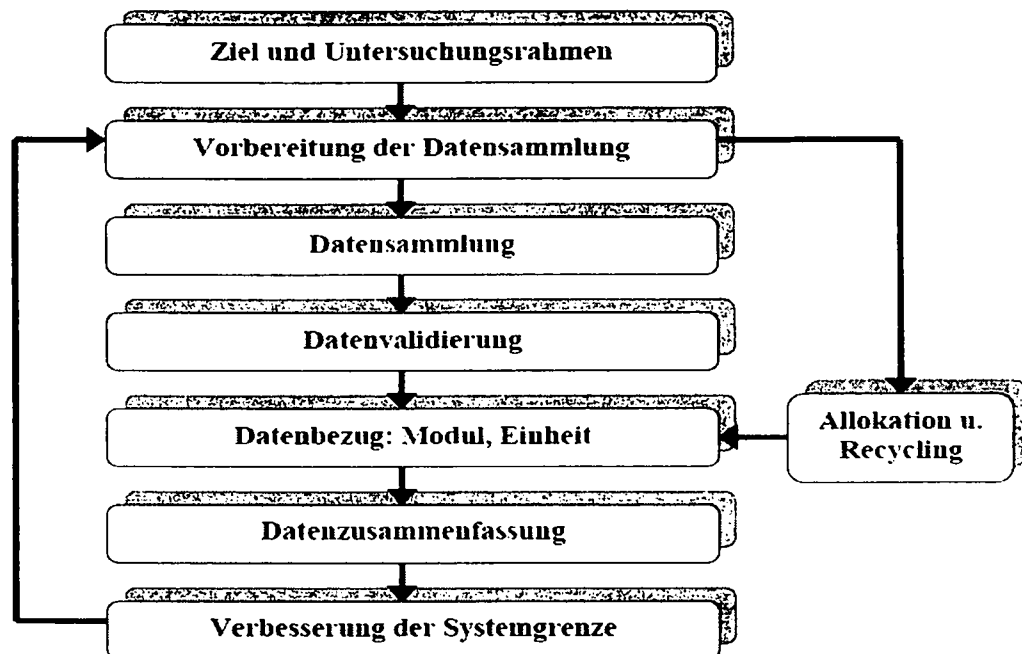 Ziel und Untersuchungsrahmen
Vorbereitung der Datensammlung
Datensammlung
Datenvalidierung
Datenbezug: Modul, Einheit
Allokation u.
Recycling
Datenzusammenfassung
Verbesserung der Systemgrenze